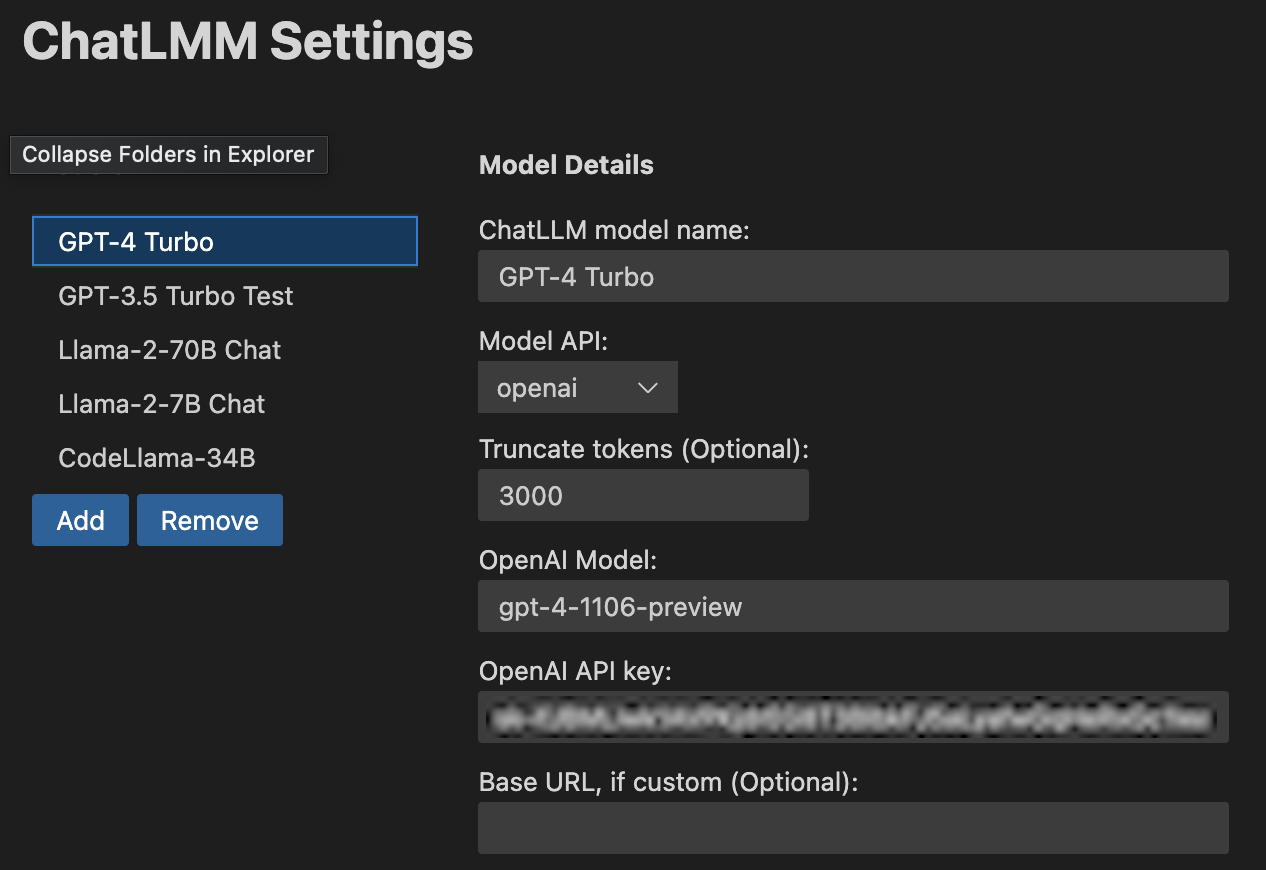 ChatLMM Settings
Collapse Folders in Explorer
GPT-4 Turbo
GPT-3.5 Turbo Test
Llama-2-70B Chat
Llama-2-7B Chat
CodeLlama-34B
Add
Remove
Model Details
ChatLLM model name:
GPT-4 Turbo
Model API:
openai
Truncate tokens (Optional):
3000
OpenAI Model:
gpt-4-1106-preview
OpenAI API key:
Base URL, if custom (Optional):